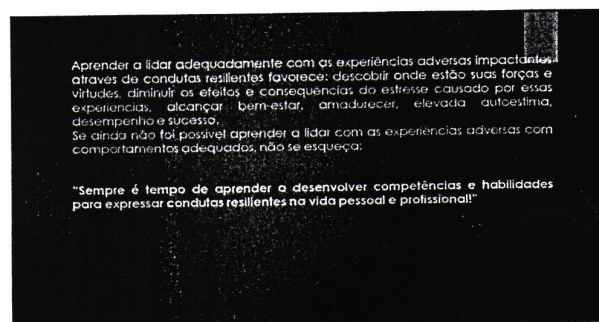 Aprender a lidar adequadamente com as experiências adversas impactantes
através de condutas resilientes favorece: descobrir onde estão suas forças e
virtudes, diminuir os efeitos e consequências do estresse causado por essas
experiências, alcançar bem-estar, amadurecer, elevada autoestima,
desempenho e sucesso.
Se ainda não foi possível aprender a lidar com as experiências adversas com
comportamentos adequados, não se esqueça:
"Sempre é tempo de aprender a desenvolver competências e habilidades
para expressar condutas resilientes na vida pessoal e profissional!"